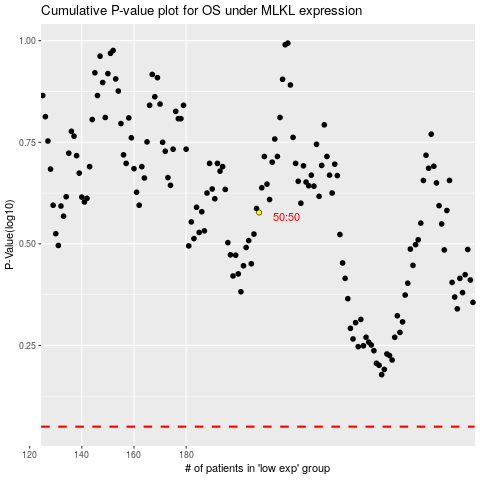 Cumulative P-value plot for OS under MLKL expression
1.00
0.75
0.50
0.25
P-Value(log10)
50:50
120 140 160 180
# of patients in 'low exp' group